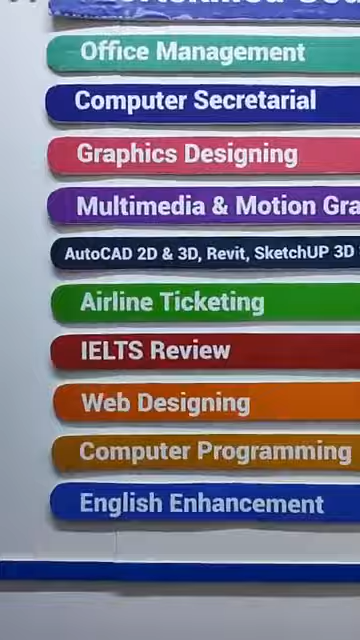 Office Management
Computer Secretarial
Graphics Designing
Multimedia & Motion Gra
AutoCAD 2D & 3D, Revit, SketchUP 3D
Airline Ticketing
IELTS Review
Web Designing
Computer Programming
English Enhancement